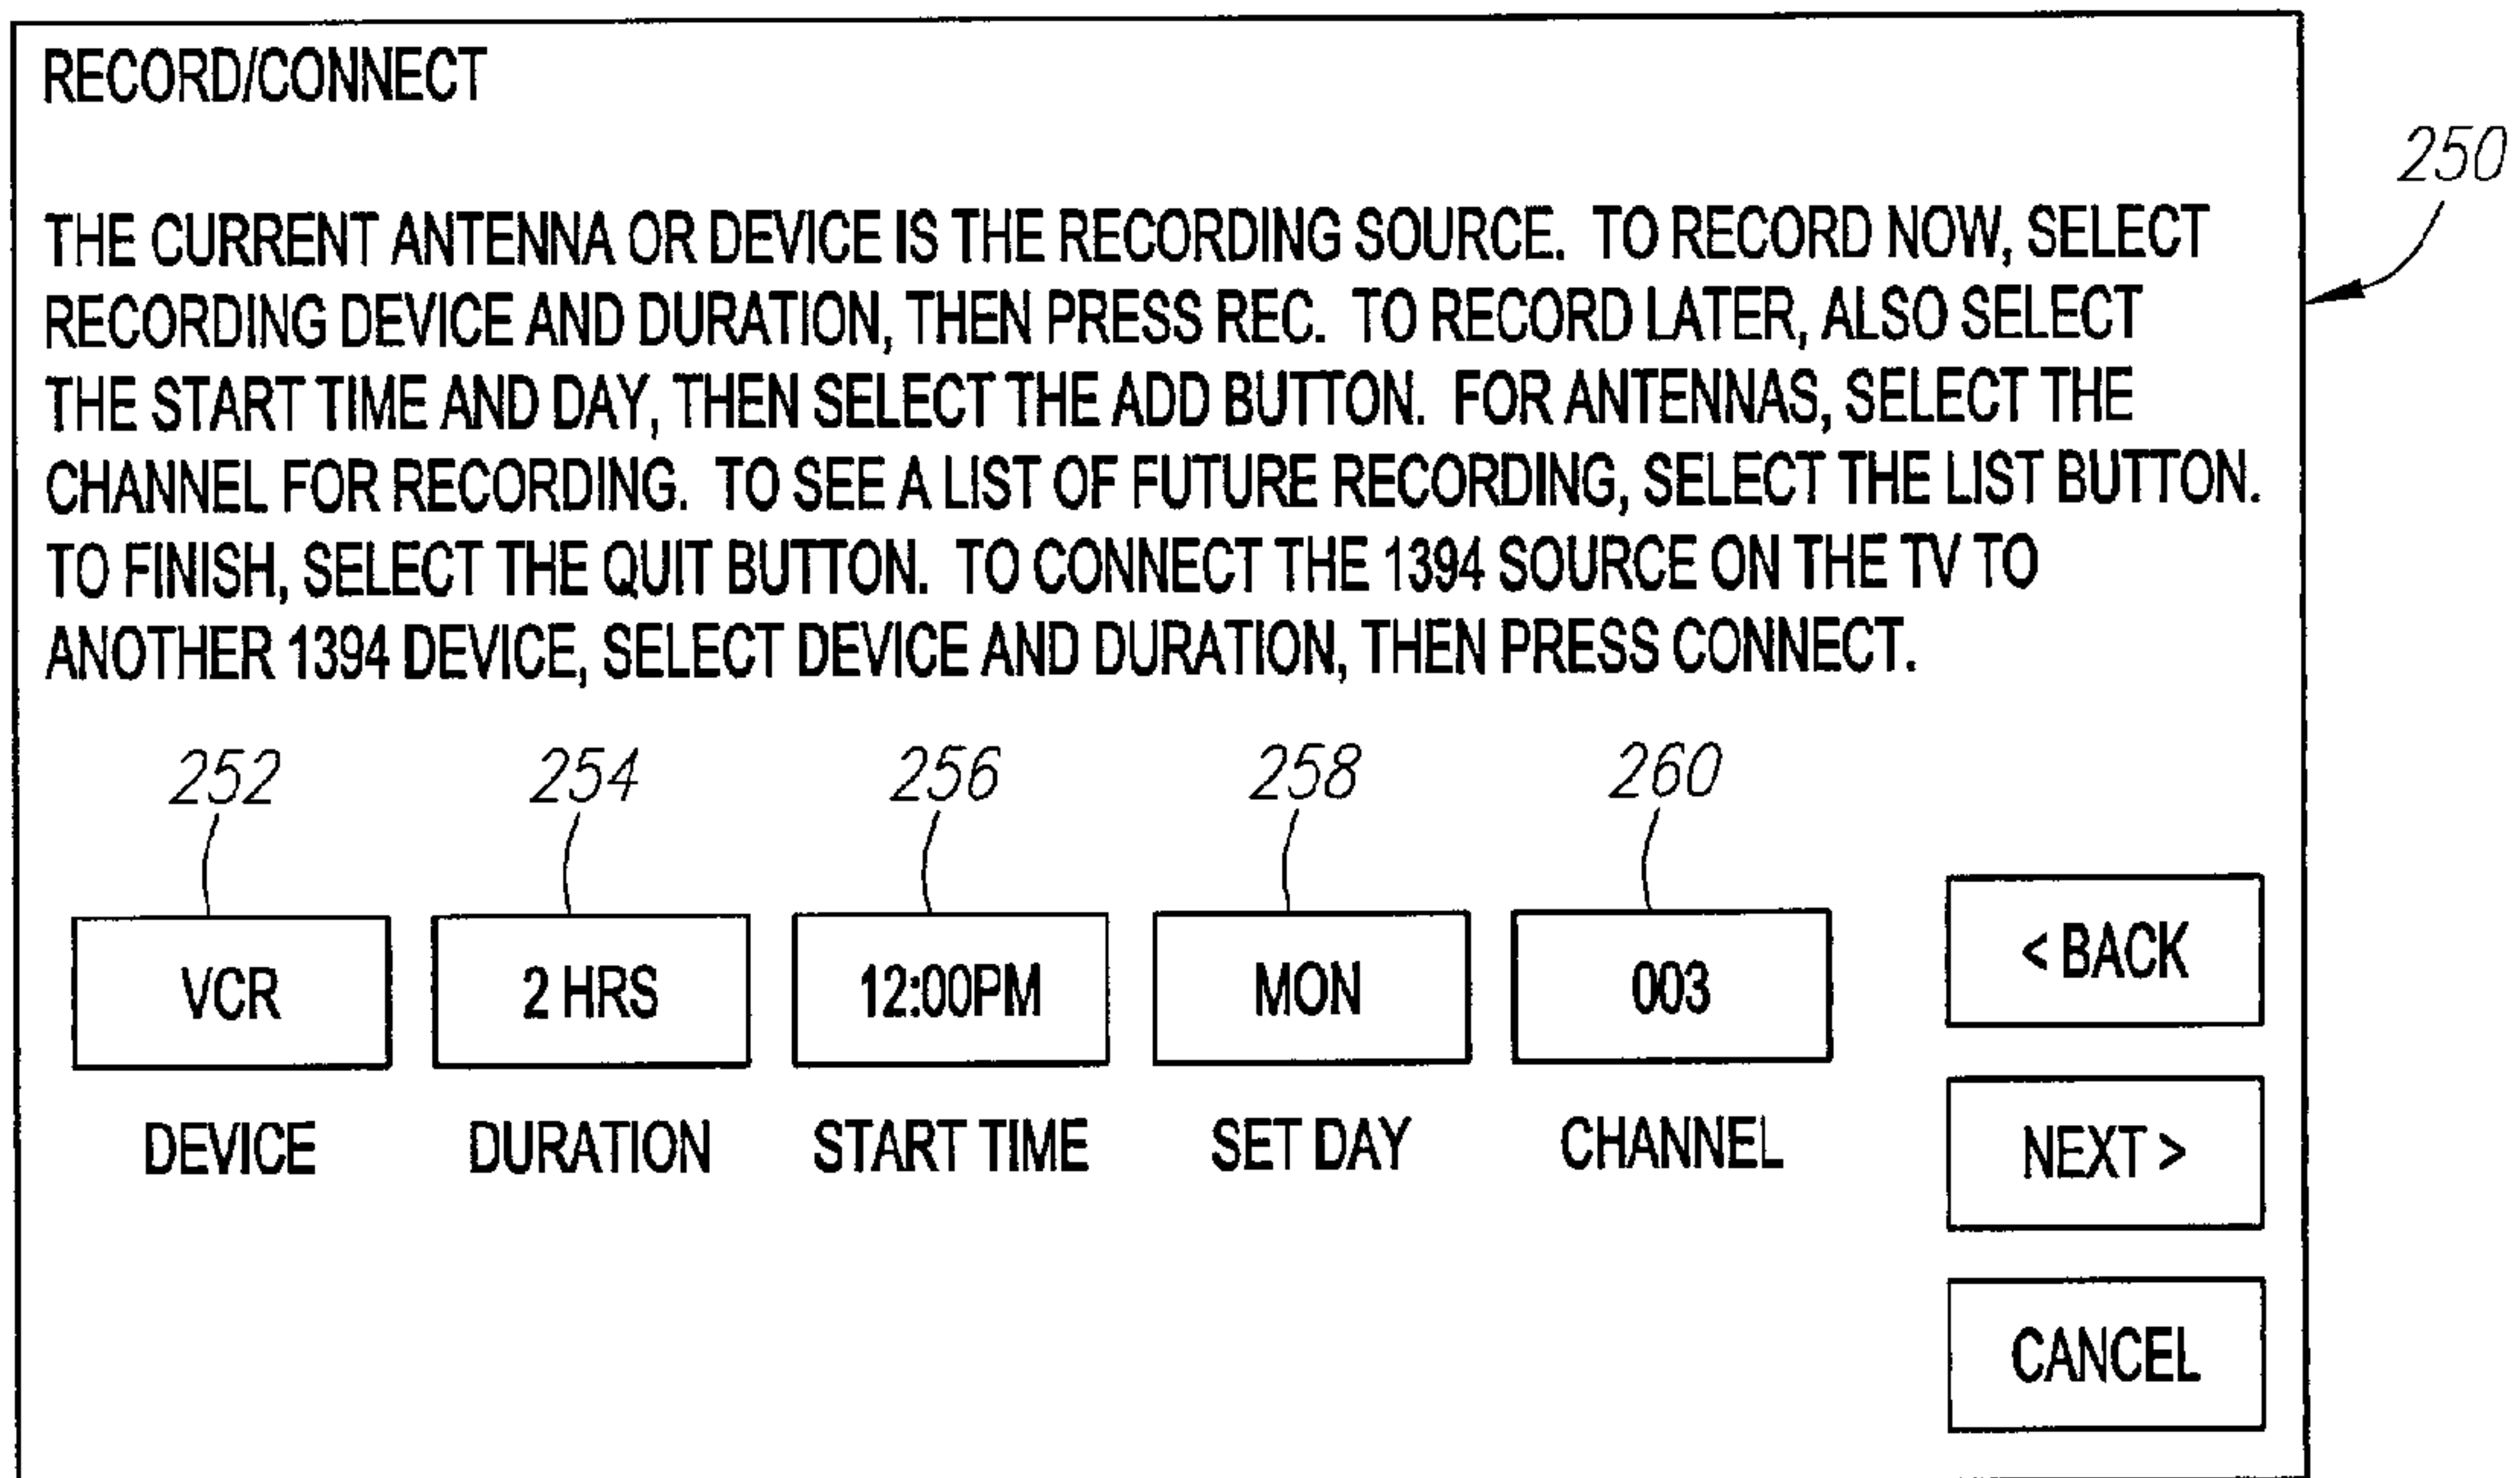 RECORD/CONNECT
250
THE CURRENT ANTENNA OR DEVICE IS THE RECORDING SOURCE. TO RECORD NOW, SELECT
RECORDING DEVICE AND DURATION, THEN PRESS REC. TO RECORD LATER, ALSO SELECT
THE START TIME AND DAY, THEN SELECT THE ADD BUTTON. FOR ANTENNAS, SELECT THE
CHANNEL FOR RECORDING. TO SEE A LIST OF FUTURE RECORDING, SELECT THE LIST BUTTON.
TO FINISH, SELECT THE QUIT BUTTON. TO CONNECT THE 1394 SOURCE ON THE TV TO
ANOTHER 1394 DEVICE, SELECT DEVICE AND DURATION, THEN PRESS CONNECT.
252 254 256 258 260
VCR 2 HRS 12:00PM MON 003 < BACK
DEVICE DURATION START TIME SET DAY CHANNEL NEXT >
CANCEL